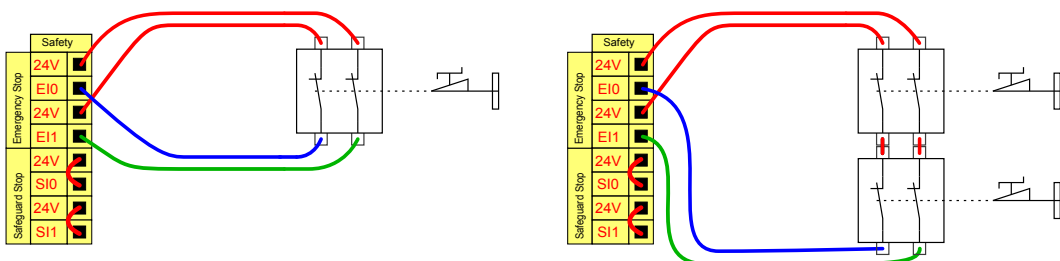 Safety
Emergency Stop
24V
EI0
24V
EI1
Safeguard Stop
24V
SI0
24V
SI1
Safety
Emergency Stop
24V
EI0
24V
EI1
Safeguard Stop
24V
SI0
24V
SI1